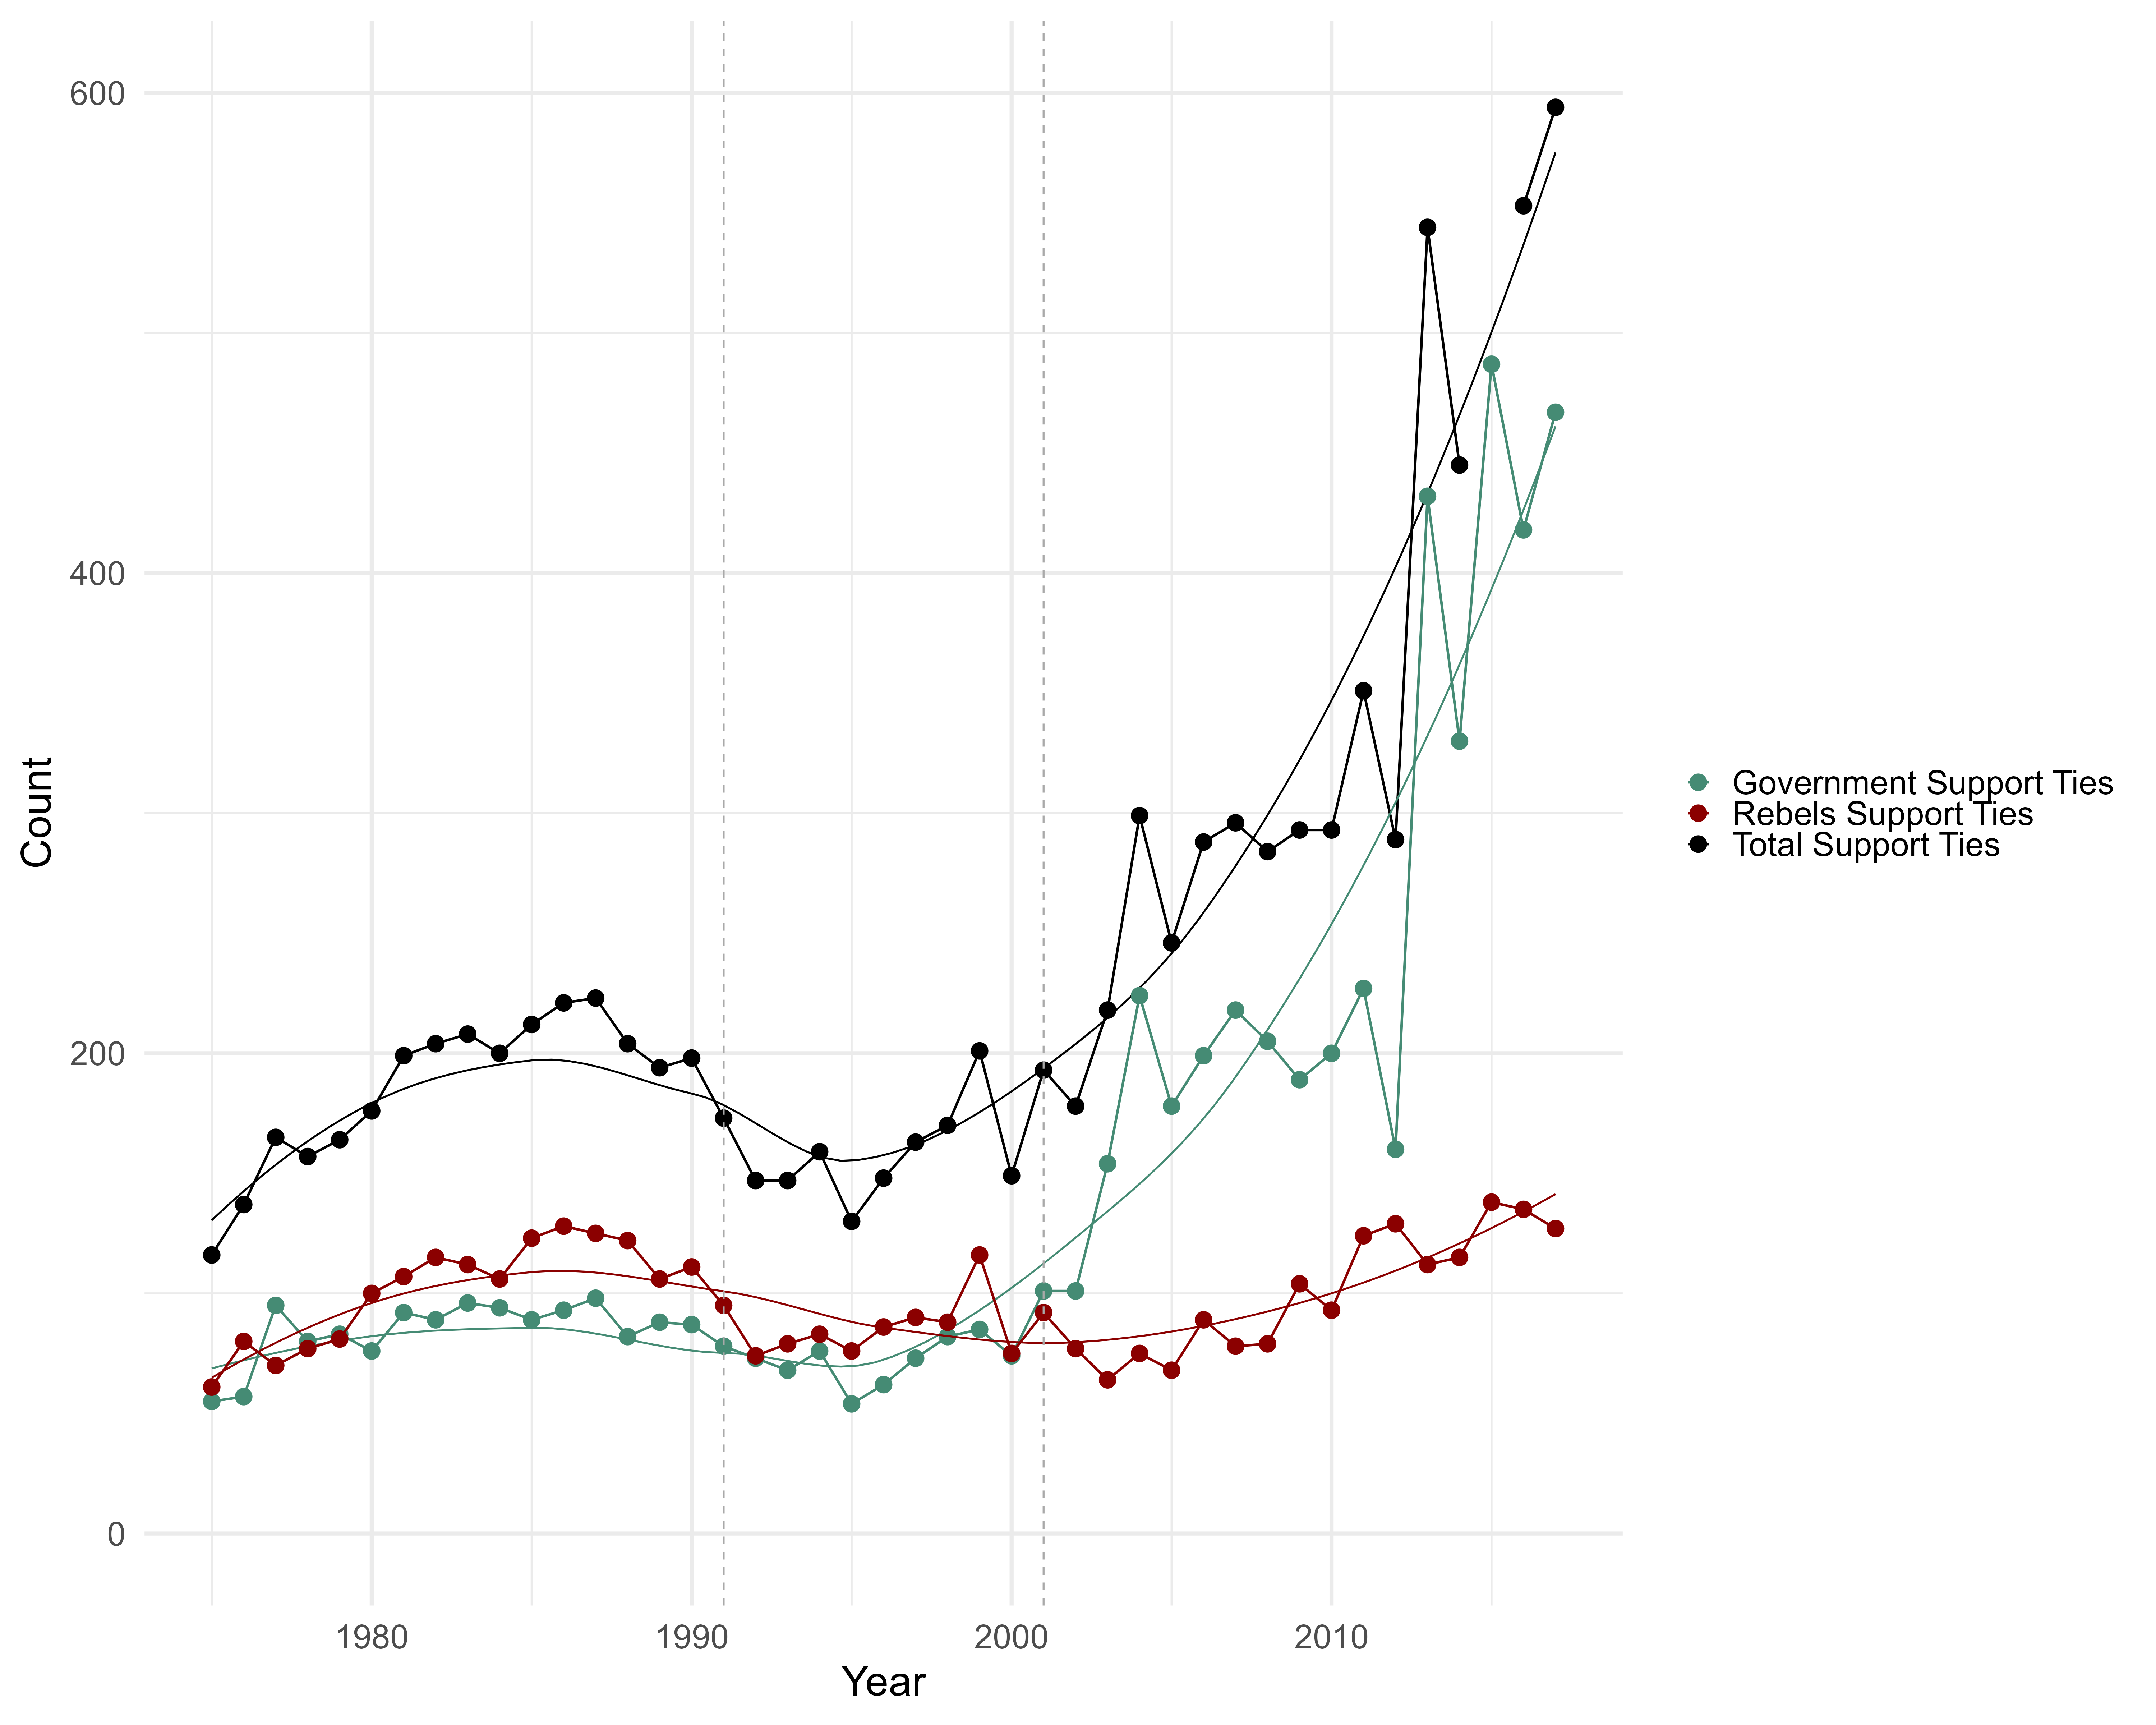 600
400
200
0
Count
1980
1990
2000
2010
Year
Government Support Ties
Rebels Support Ties
Total Support Ties